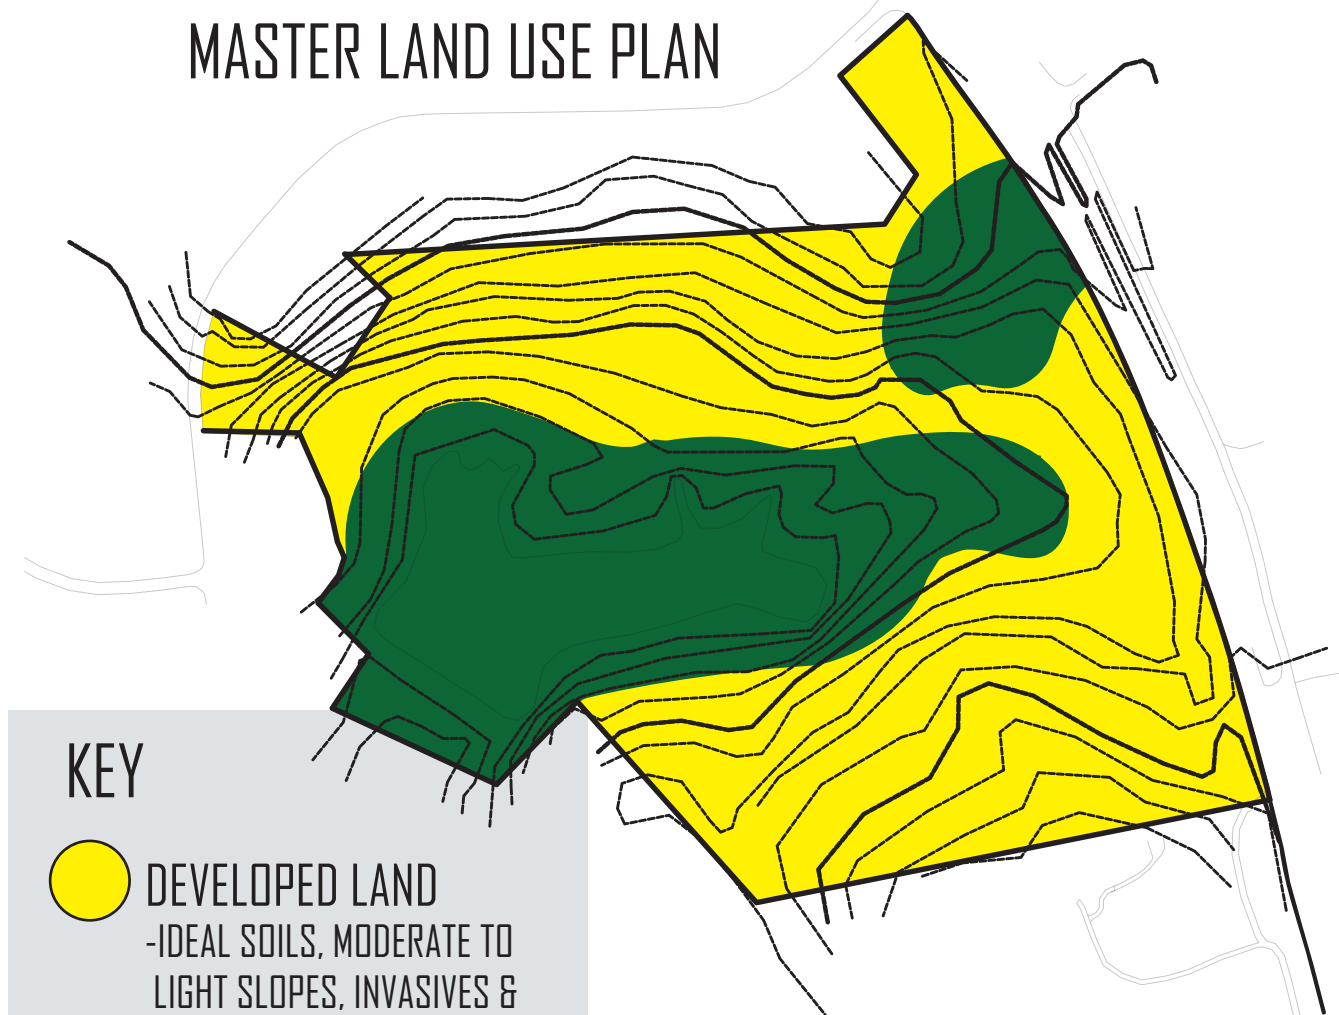 MASTER LAND USE PLAN
KEY
DEVELOPED LAND
-IDEAL SOILS, MODERATE TO
LIGHT SLOPES, INVASIVES &